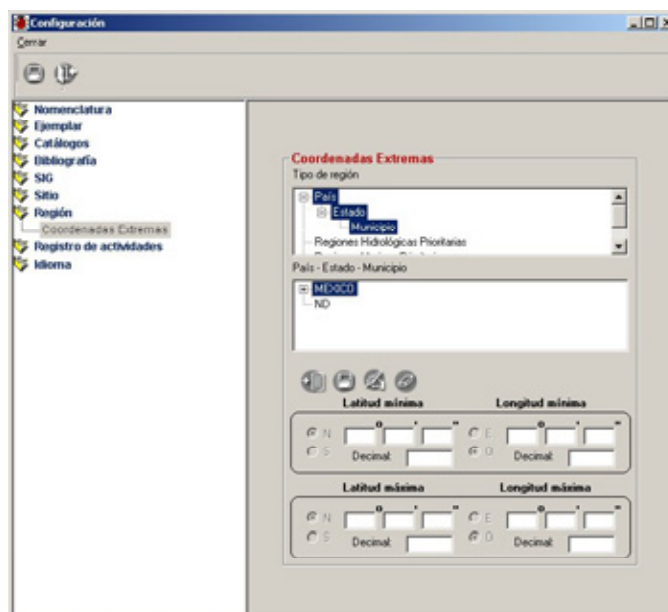 Configuración
Cerrar
Nomenclatura
Ejemplar
Catálogos
Bibliografía
SIG
Sitio
Región
Coordenadas Extremas
Registro de actividades
Idioma
Coordenadas Extremas
Tipo de región
País
Estado
Municipio
Regiones Hidrológicas Prioritarias
País - Estado - Municipio
MEXICO
ND
Latitud mínima Longitud mínima
N ° ' " E ° ' "
S Decimal: O Decimal:
Latitud máxima Longitud máxima
N ° ' " E ° ' "
S Decimal: O Decimal: